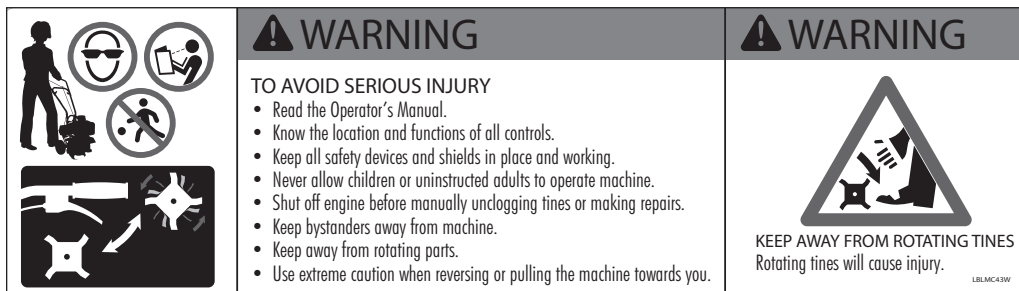 WARNING
TO AVOID SERIOUS INJURY
• Read the Operator's Manual.
• Know the location and functions of all controls.
• Keep all safety devices and shields in place and working.
• Never allow children or uninstructed adults to operate machine.
• Shut off engine before manually unclogging tines or making repairs.
• Keep bystanders away from machine.
• Keep away from rotating parts.
• Use extreme caution when reversing or pulling the machine towards you.
WARNING
KEEP AWAY FROM ROTATING TINES
Rotating tines will cause injury.
LBLMC43W